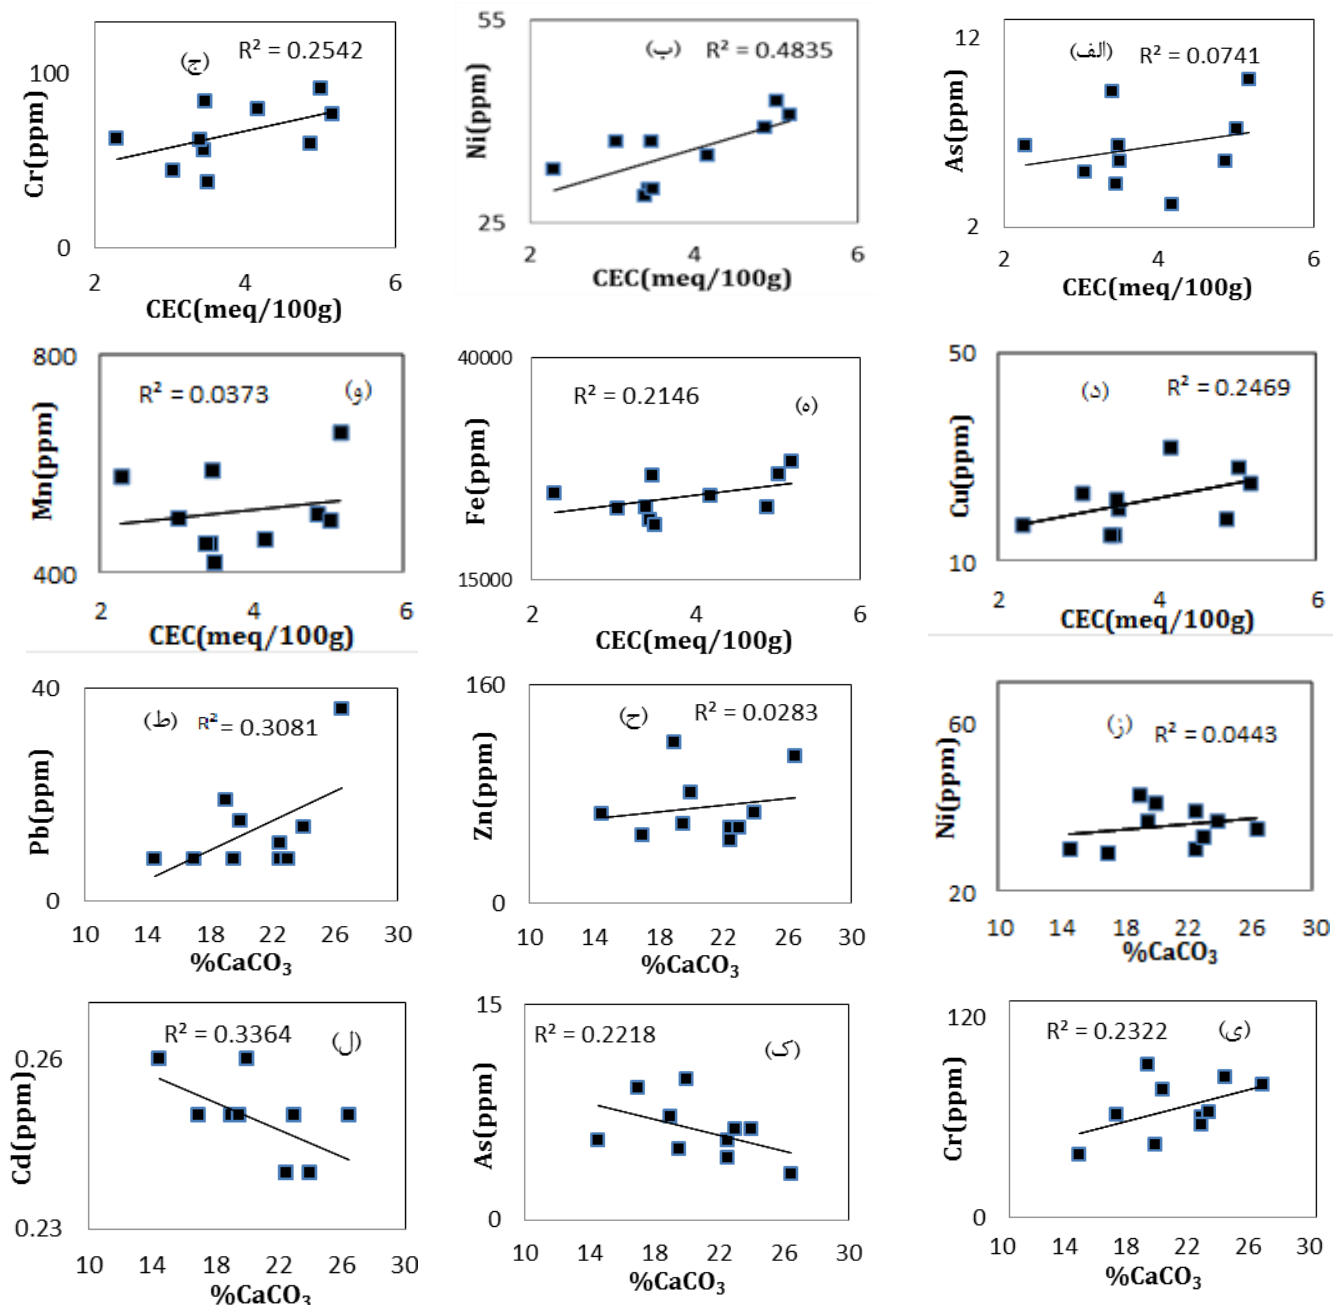 R² = 0.2542
(ج)
100
0
Cr(ppm)
2 4 6
CEC(meq/100g)
R² = 0.4835
(ب)
55
25
Ni(ppm)
2 4 6
CEC(meq/100g)
R² = 0.0741
(الف)
12
2
As(ppm)
2 4 6
CEC(meq/100g)
R² = 0.0373
(و)
800
400
Mn(ppm)
2 4 6
CEC(meq/100g)
R² = 0.2146
(ه)
40000
15000
Fe(ppm)
2 4 6
CEC(meq/100g)
R² = 0.2469
(د)
50
10
Cu(ppm)
2 4 6
CEC(meq/100g)
R² = 0.3081
(ط)
40
0
Pb(ppm)
10 14 18 22 26 30
%CaCO₃
R² = 0.0283
(ح)
160
0
Zn(ppm)
10 14 18 22 26 30
%CaCO₃
R² = 0.0443
(ز)
60
20
Ni(ppm)
10 14 18 22 26 30
%CaCO₃
R² = 0.3364
(ل)
0.26
0.23
Cd(ppm)
10 14 18 22 26 30
%CaCO₃
R² = 0.2218
(ک)
15
0
As(ppm)
10 14 18 22 26 30
%CaCO₃
R² = 0.2322
(ی)
120
0
Cr(ppm)
10 14 18 22 26 30
%CaCO₃